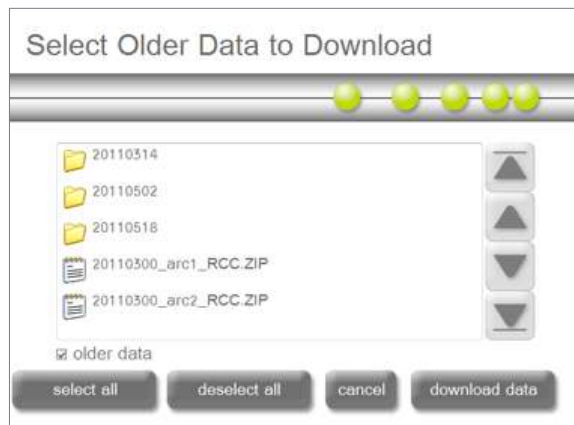 Select Older Data to Download
20110314
20110502
20110518
20110300_arc1_RCC.ZIP
20110300_arc2_RCC.ZIP
older data
select all deselect all cancel download data